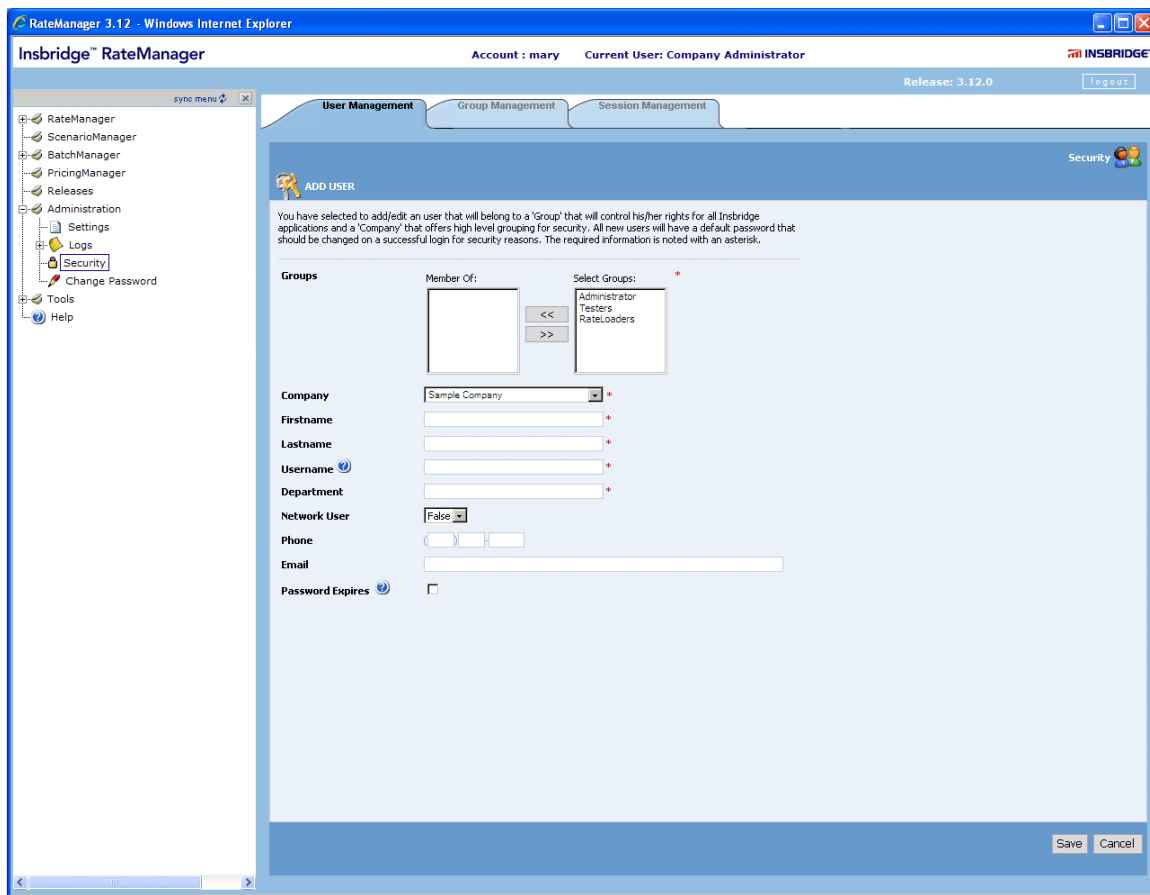 RateManager 3.12 - Windows Internet Explorer
Insbridge™ RateManager
Account : mary
Current User: Company Administrator
INSBRIDGE
Release: 3.12.0
logout
sync menu
RateManager
ScenarioManager
BatchManager
PricingManager
Releases
Administration
Settings
Logs
Security
Change Password
Tools
Help
User Management
Group Management
Session Management
Security
ADD USER
You have selected to add/edit an user that will belong to a 'Group' that will control his/her rights for all Insbridge
applications and a 'Company' that offers high level grouping for security. All new users will have a default password that
should be changed on a successful login for security reasons. The required information is noted with an asterisk.
Groups
Member Of:
Select Groups: *
Administrator
Testers
RateLoaders
<<
>>
Company
Sample Company *
Firstname *
Lastname *
Username ? *
Department *
Network User
False
Phone ( ) -
Email
Password Expires ?
Save
Cancel